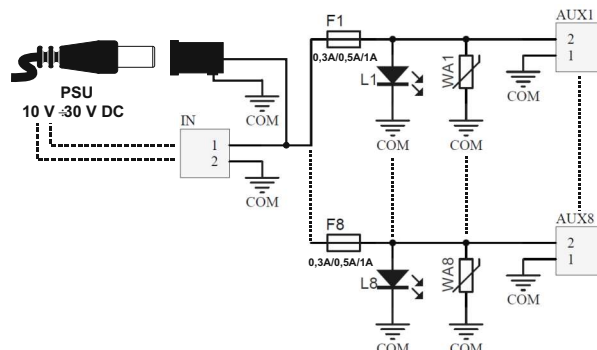 AUX1
F1
2
1
0,3A/0,5A/1A
L1
WA1
COM
COM
COM
COM
PSU
10 V ÷30 V DC
IN
1
2
COM
AUX8
F8
2
1
0,3A/0,5A/1A
L8
WA8
COM
COM
COM